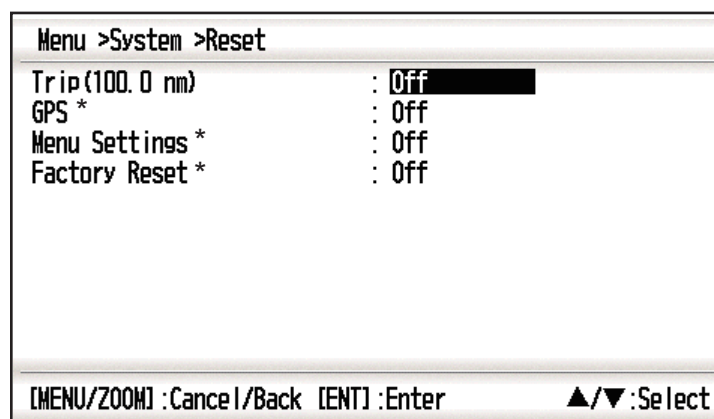 Menu >System >Reset
Trip(100.0 nm) : Off
GPS * : Off
Menu Settings * : Off
Factory Reset * : Off
[MENU/ZOOM] :Cancel/Back [ENT] :Enter ▲/▼:Select